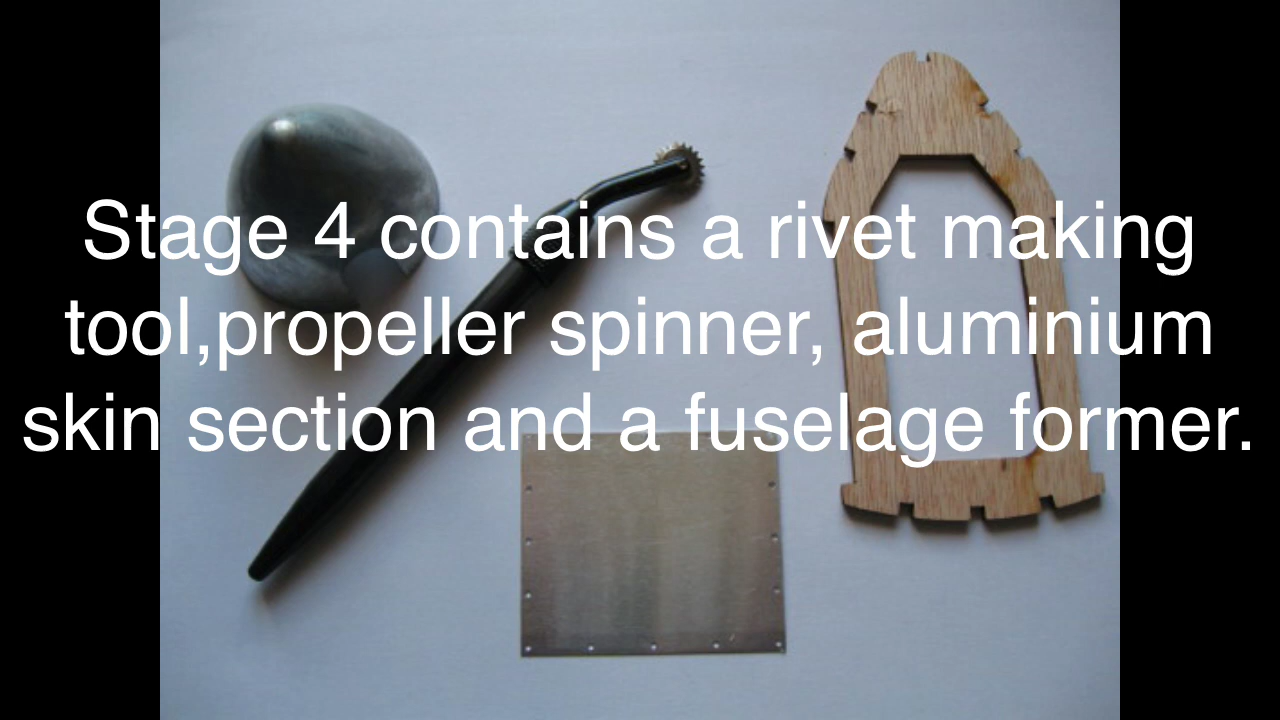 Stage 4 contains a rivet making
tool,propeller spinner, aluminium
skin section and a fuselage former.